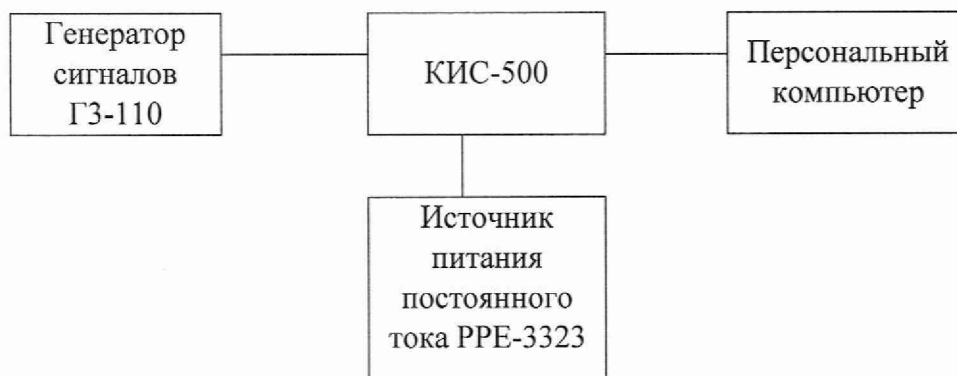 Генератор
сигналов
Г3-110
КИС-500
Персональный
компьютер
Источник
питания
постоянного
тока PPE-3323